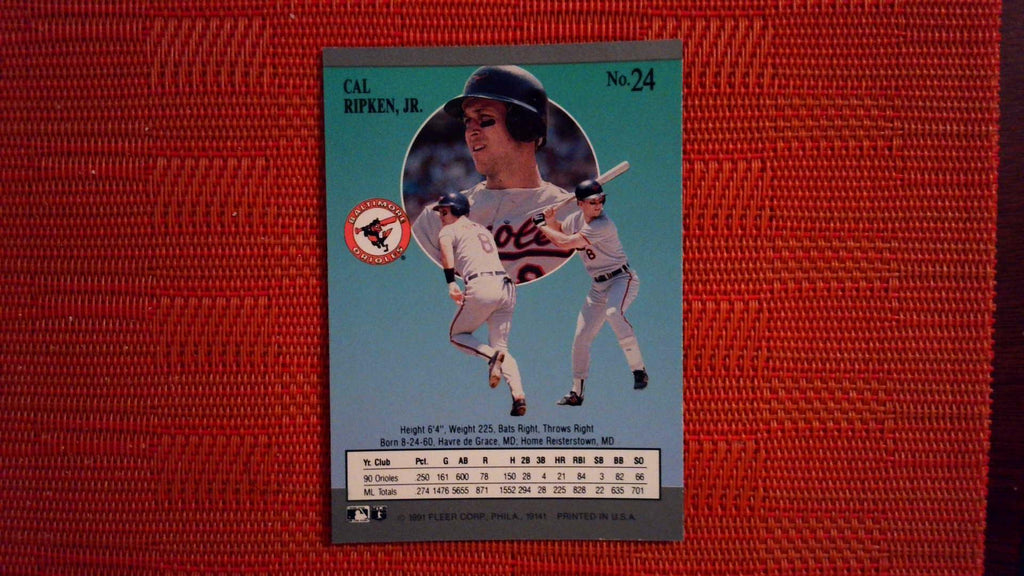 CAL
RIPKEN, JR.
No.24
BALTIMORE
ORIOLES
8
8
Height 6'4", Weight 225, Bats Right, Throws Right
Born 8-24-60, Havre de Grace, MD; Home Reisterstown, MD
Yr. Club Pct. G AB R H 2B 3B HR RBI SB BB SO
90 Orioles .250 161 600 78 150 28 4 21 84 3 82 66
ML Totals .274 1476 5655 871 1552 294 28 225 828 22 635 701
© 1991 FLEER CORP., PHILA., 19141 PRINTED IN U.S.A.